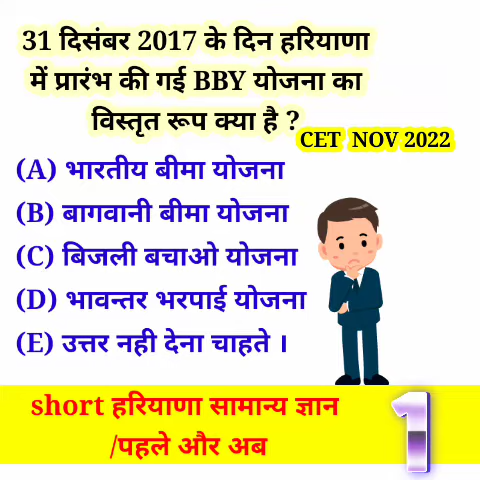 31 दिसंबर 2017 के दिन हरियाणा
में प्रारंभ की गई BBY योजना का
विस्तृत रूप क्या है ?
CET NOV 2022
(A) भारतीय बीमा योजना
(B) बागवानी बीमा योजना
(C) बिजली बचाओ योजना
(D) भावन्तर भरपाई योजना
(E) उत्तर नही देना चाहते ।
short हरियाणा सामान्य ज्ञान
/पहले और अब
1